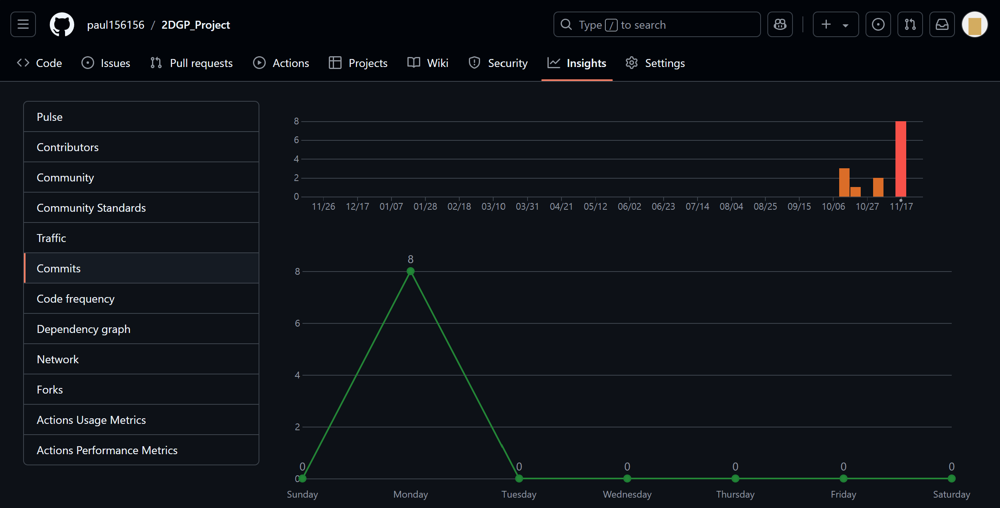 paul156156 / 2DGP_Project
Type / to search
Code Issues Pull requests Actions Projects Wiki Security Insights Settings
Pulse
Contributors
Community
Community Standards
Traffic
Commits
Code frequency
Dependency graph
Network
Forks
Actions Usage Metrics
Actions Performance Metrics
8
6
4
2
0
11/26 12/17 01/07 01/28 02/18 03/10 03/31 04/21 05/12 06/02 06/23 07/14 08/04 08/25 09/15 10/06 10/27 11/17
8
8
6
4
2
0 0 0 0 0 0
0
Sunday Monday Tuesday Wednesday Thursday Friday Saturday